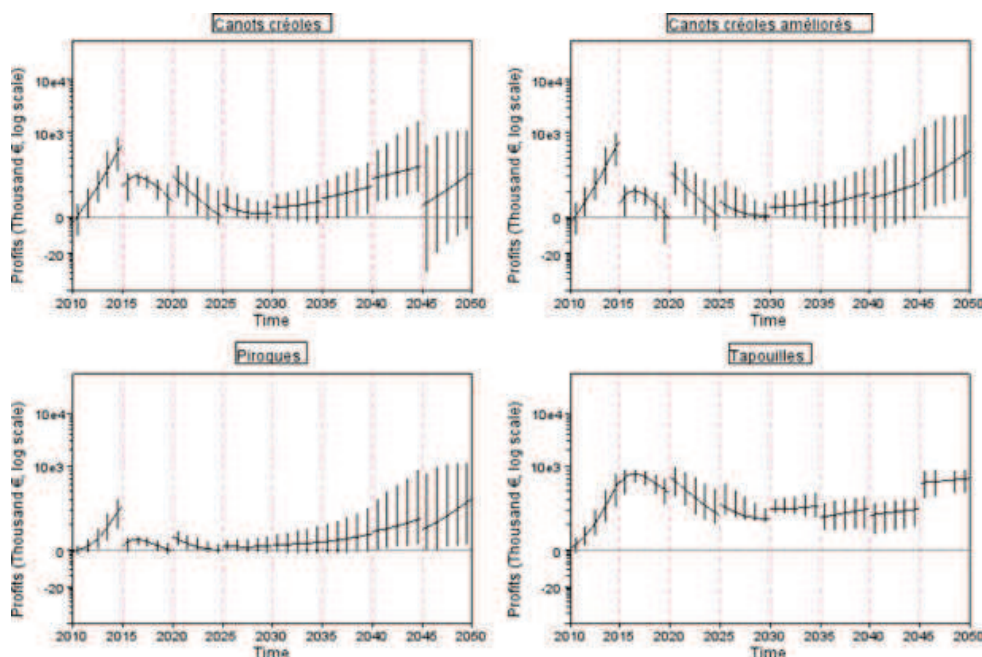 Canots créoles
Canots créoles améliorés
Profits (Thousand €, log scale)
10e4
10e3
0
-20
2010 2015 2020 2025 2030 2035 2040 2045 2050
Time
Profits (Thousand €, log scale)
10e4
10e3
0
-20
2010 2015 2020 2025 2030 2035 2040 2045 2050
Time
Pirogues
Tapouilles
Profits (Thousand €, log scale)
10e4
10e3
0
-20
2010 2015 2020 2025 2030 2035 2040 2045 2050
Time
Profits (Thousand €, log scale)
10e4
10e3
0
-20
2010 2015 2020 2025 2030 2035 2040 2045 2050
Time